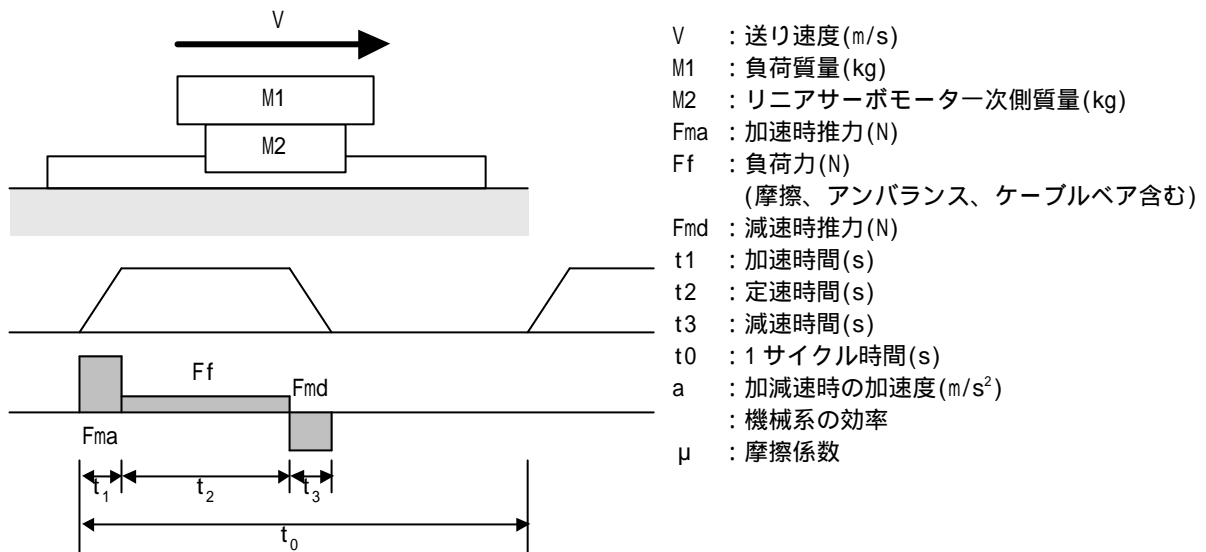 V
M1
M2
Ff
Fmd
Fma
t₁
t₂
t₃
t₀
V :送り速度(m/s)
M1 :負荷質量(kg)
M2 :リニアサーボモーター一次側質量(kg)
Fma :加速時推力(N)
Ff :負荷力(N)
(摩擦、アンバランス、ケーブルベア含む)
Fmd :減速時推力(N)
t1 :加速時間(s)
t2 :定速時間(s)
t3 :減速時間(s)
t0 :1サイクル時間(s)
a :加減速時の加速度(m/s²)
:機械系の効率
μ :摩擦係数